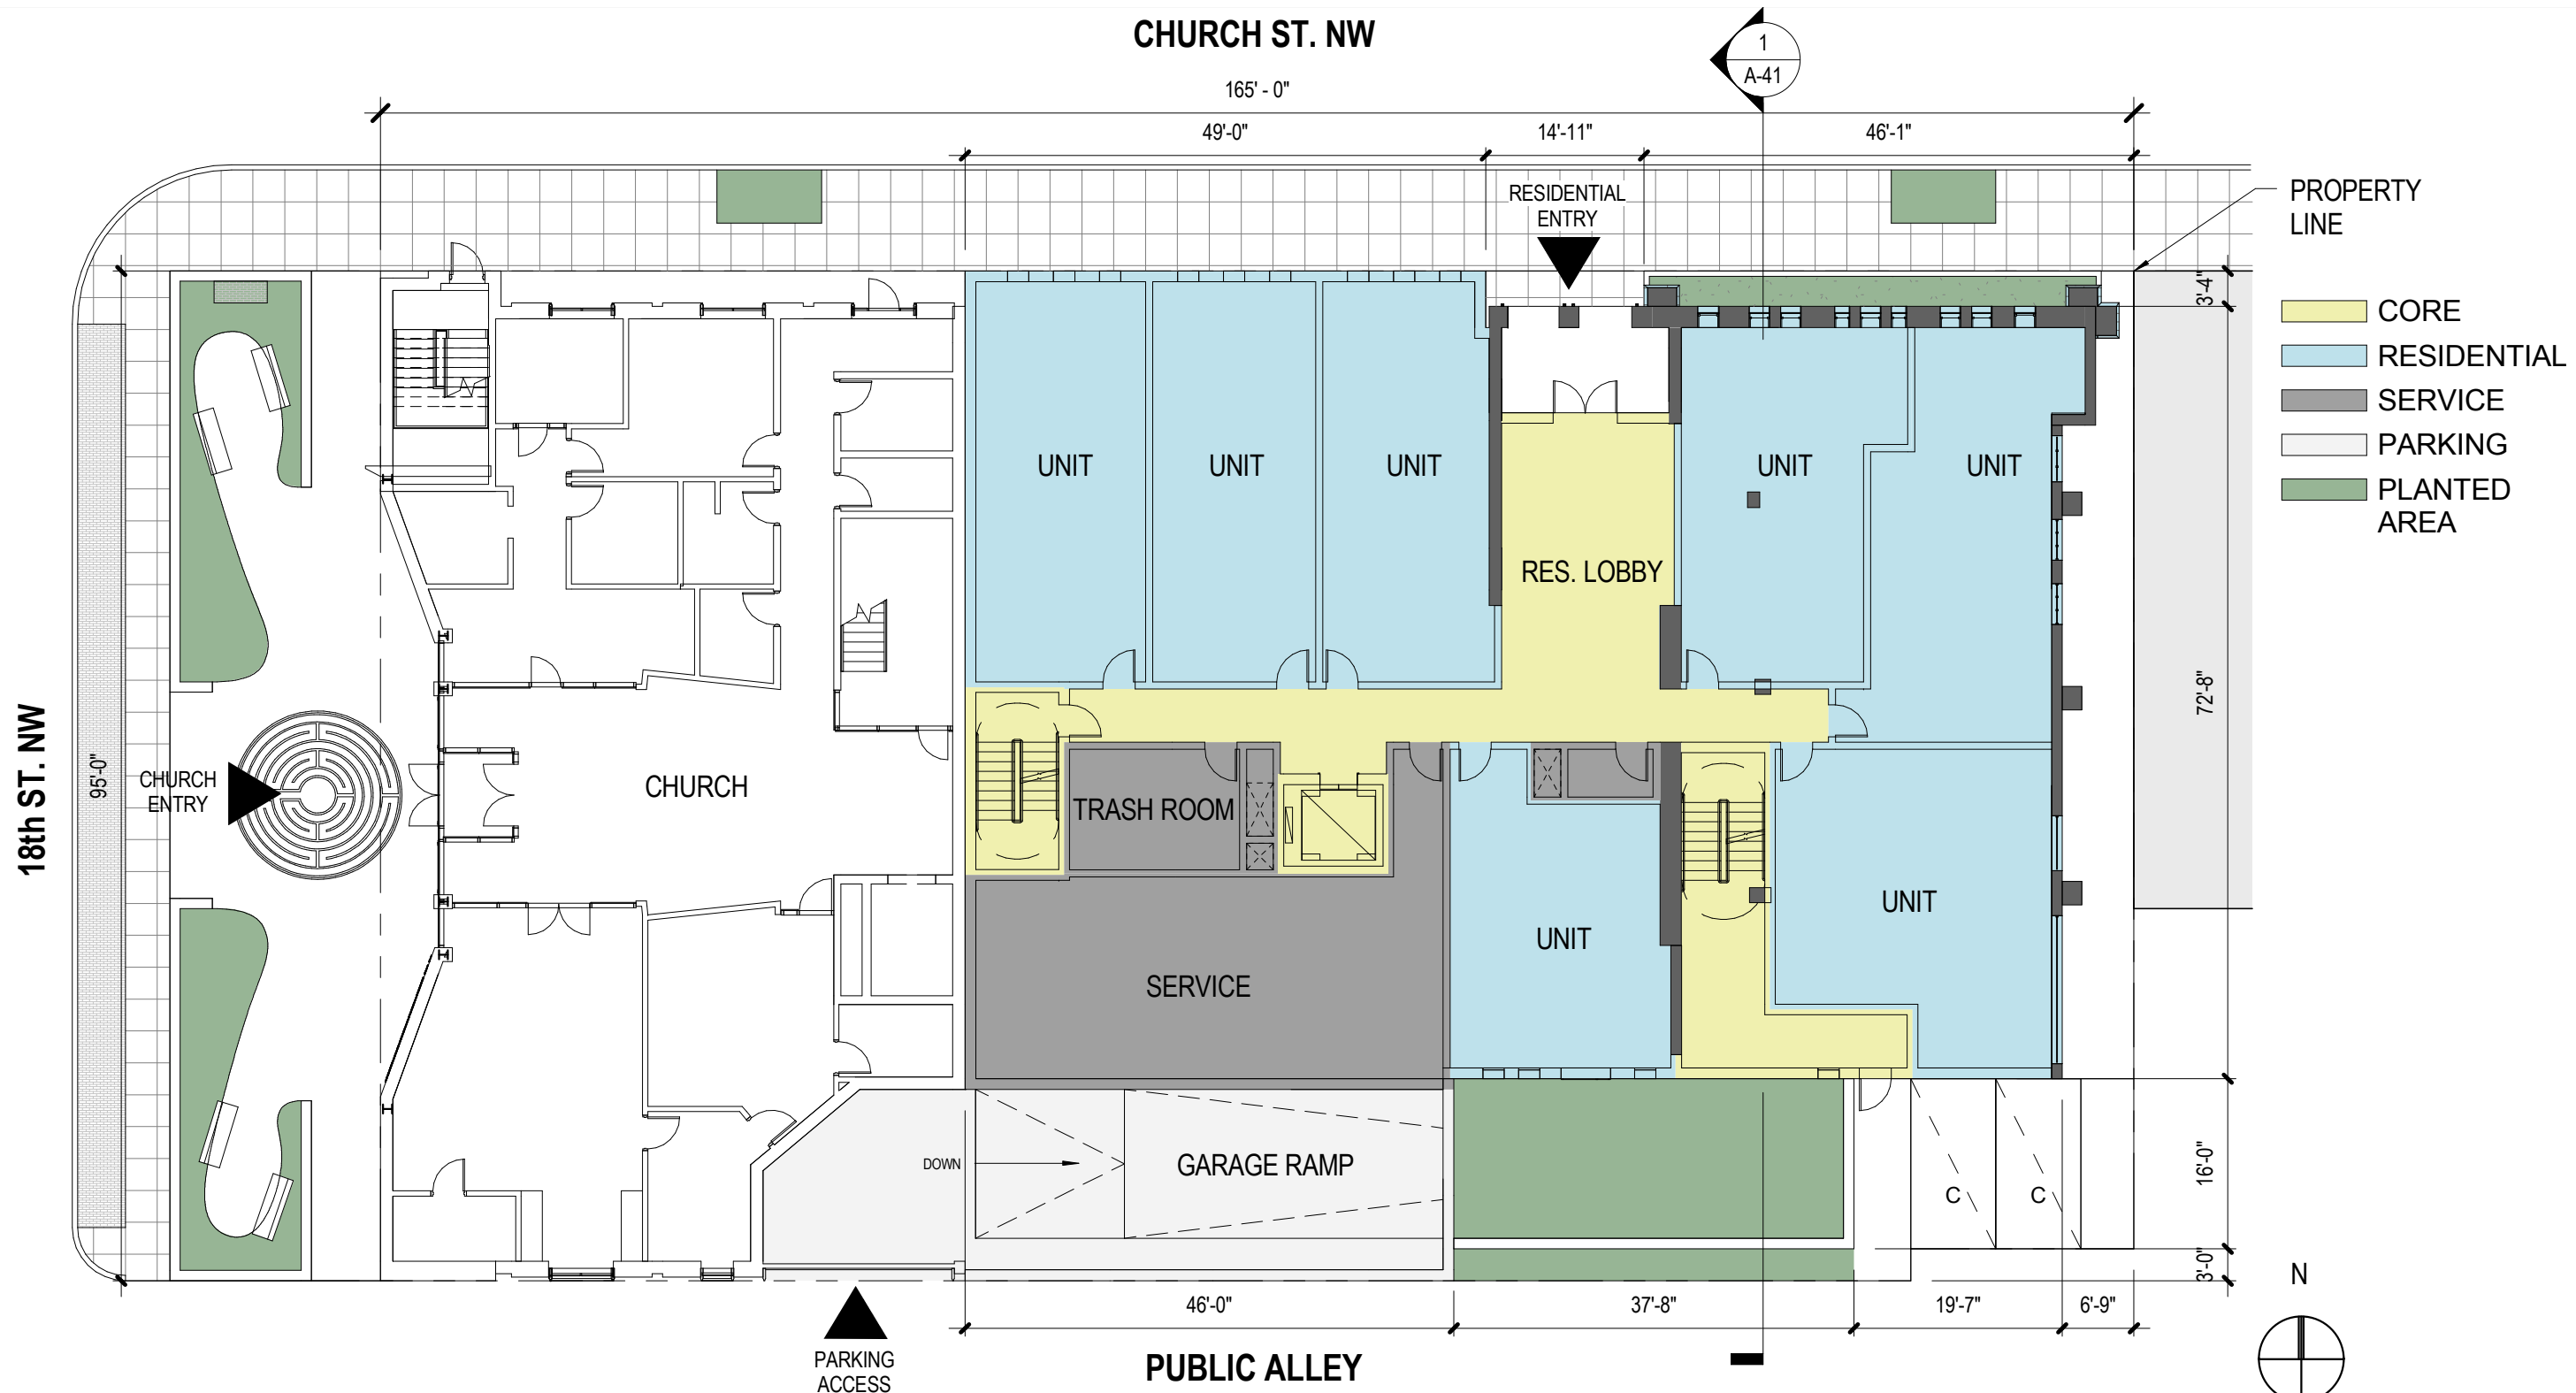 CHURCH ST. NW
1
A-41
165' - 0"
49'-0"
14'-11"
46'-1"
RESIDENTIAL
ENTRY
PROPERTY
LINE
3'-4"
CORE
RESIDENTIAL
SERVICE
PARKING
PLANTED
AREA
UNIT
UNIT
UNIT
UNIT
UNIT
RES. LOBBY
72'-8"
18th ST. NW
95'-0"
CHURCH
ENTRY
CHURCH
TRASH ROOM
UNIT
UNIT
SERVICE
DOWN
GARAGE RAMP
C
C
16'-0"
3'-0"
N
46'-0"
37'-8"
19'-7"
6'-9"
PARKING
ACCESS
PUBLIC ALLEY